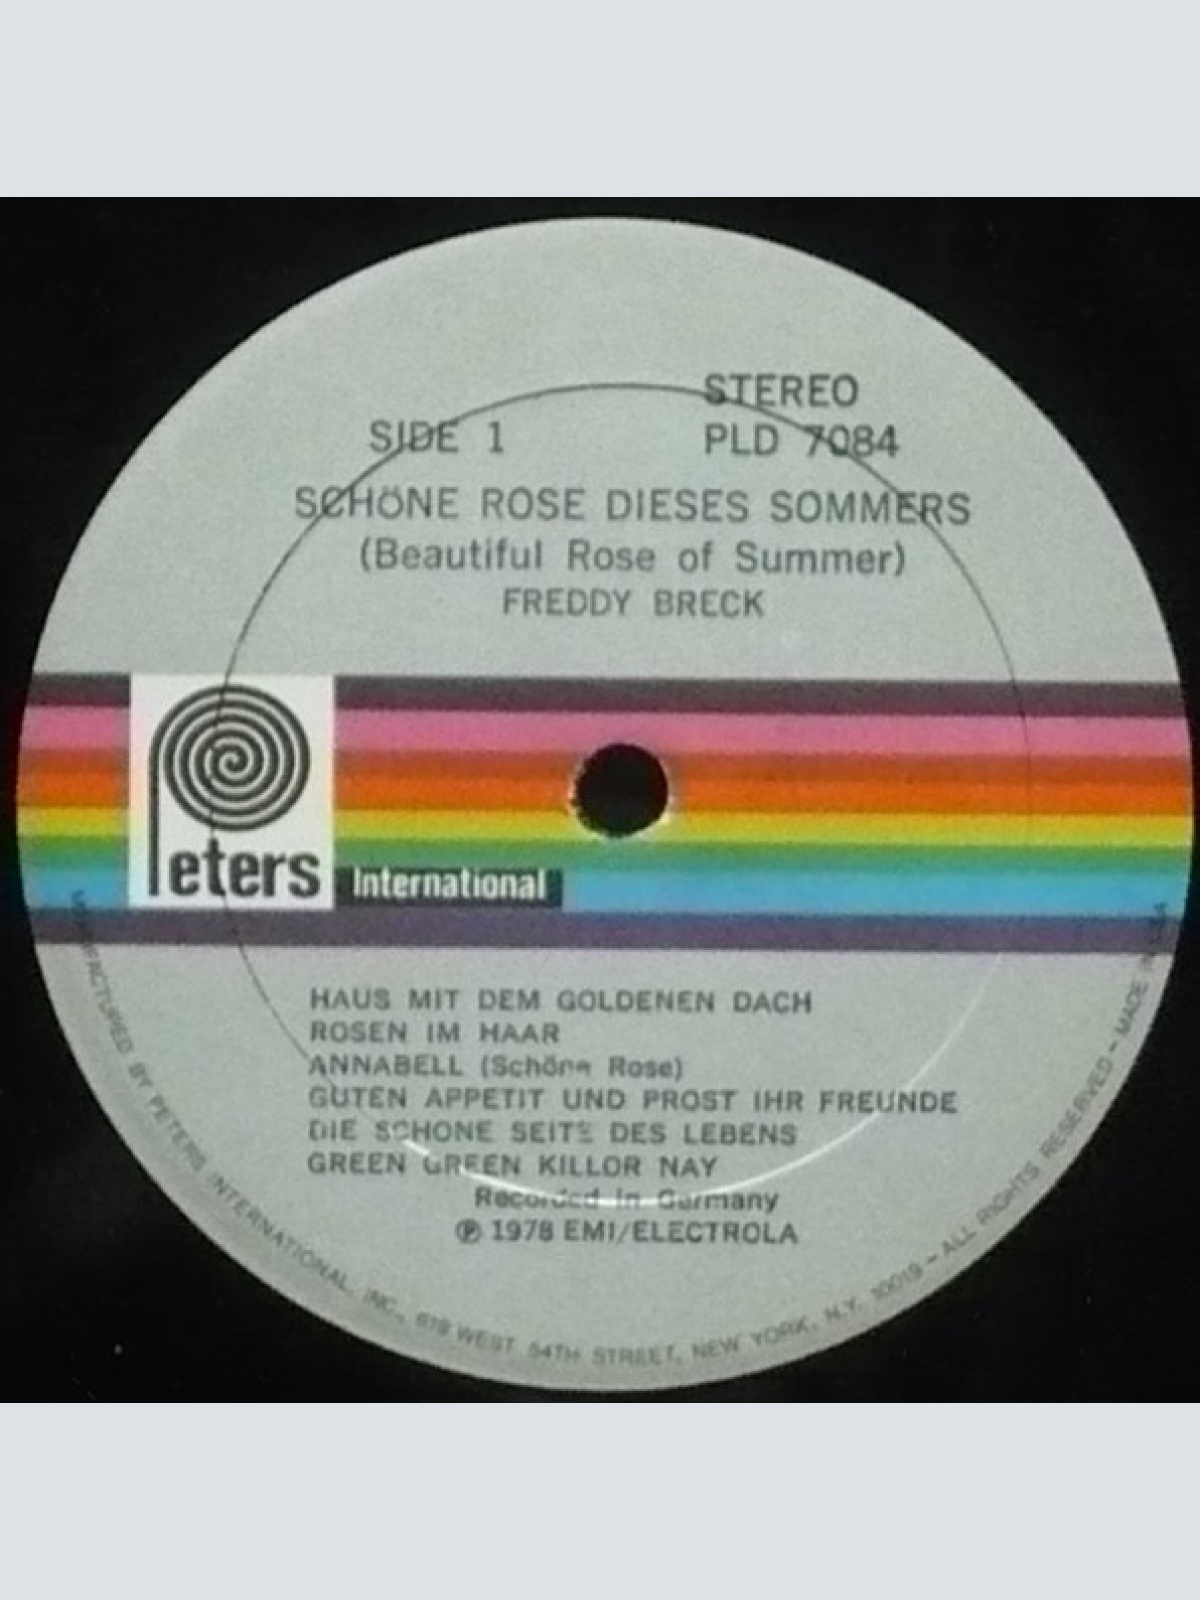 STEREO
SIDE 1 PLD 7084
SCHÖNE ROSE DIESES SOMMERS
(Beautiful Rose of Summer)
FREDDY BRECK
Peters
International
HAUS MIT DEM GOLDENEN DACH
ROSEN IM HAAR
ANNABELL (Schöne Rose)
GUTEN APPETIT UND PROST IHR FREUNDE
DIE SCHONE SEITE DES LEBENS
GREEN GREEN KILLOR NAY
Recorded in Germany
℗ 1978 EMI/ELECTROLA
MANUFACTURED BY PETERS INTERNATIONAL, INC., 619 WEST 54TH STREET, NEW YORK, N.Y. 10019 – ALL RIGHTS RESERVED – MADE IN U.S.A.